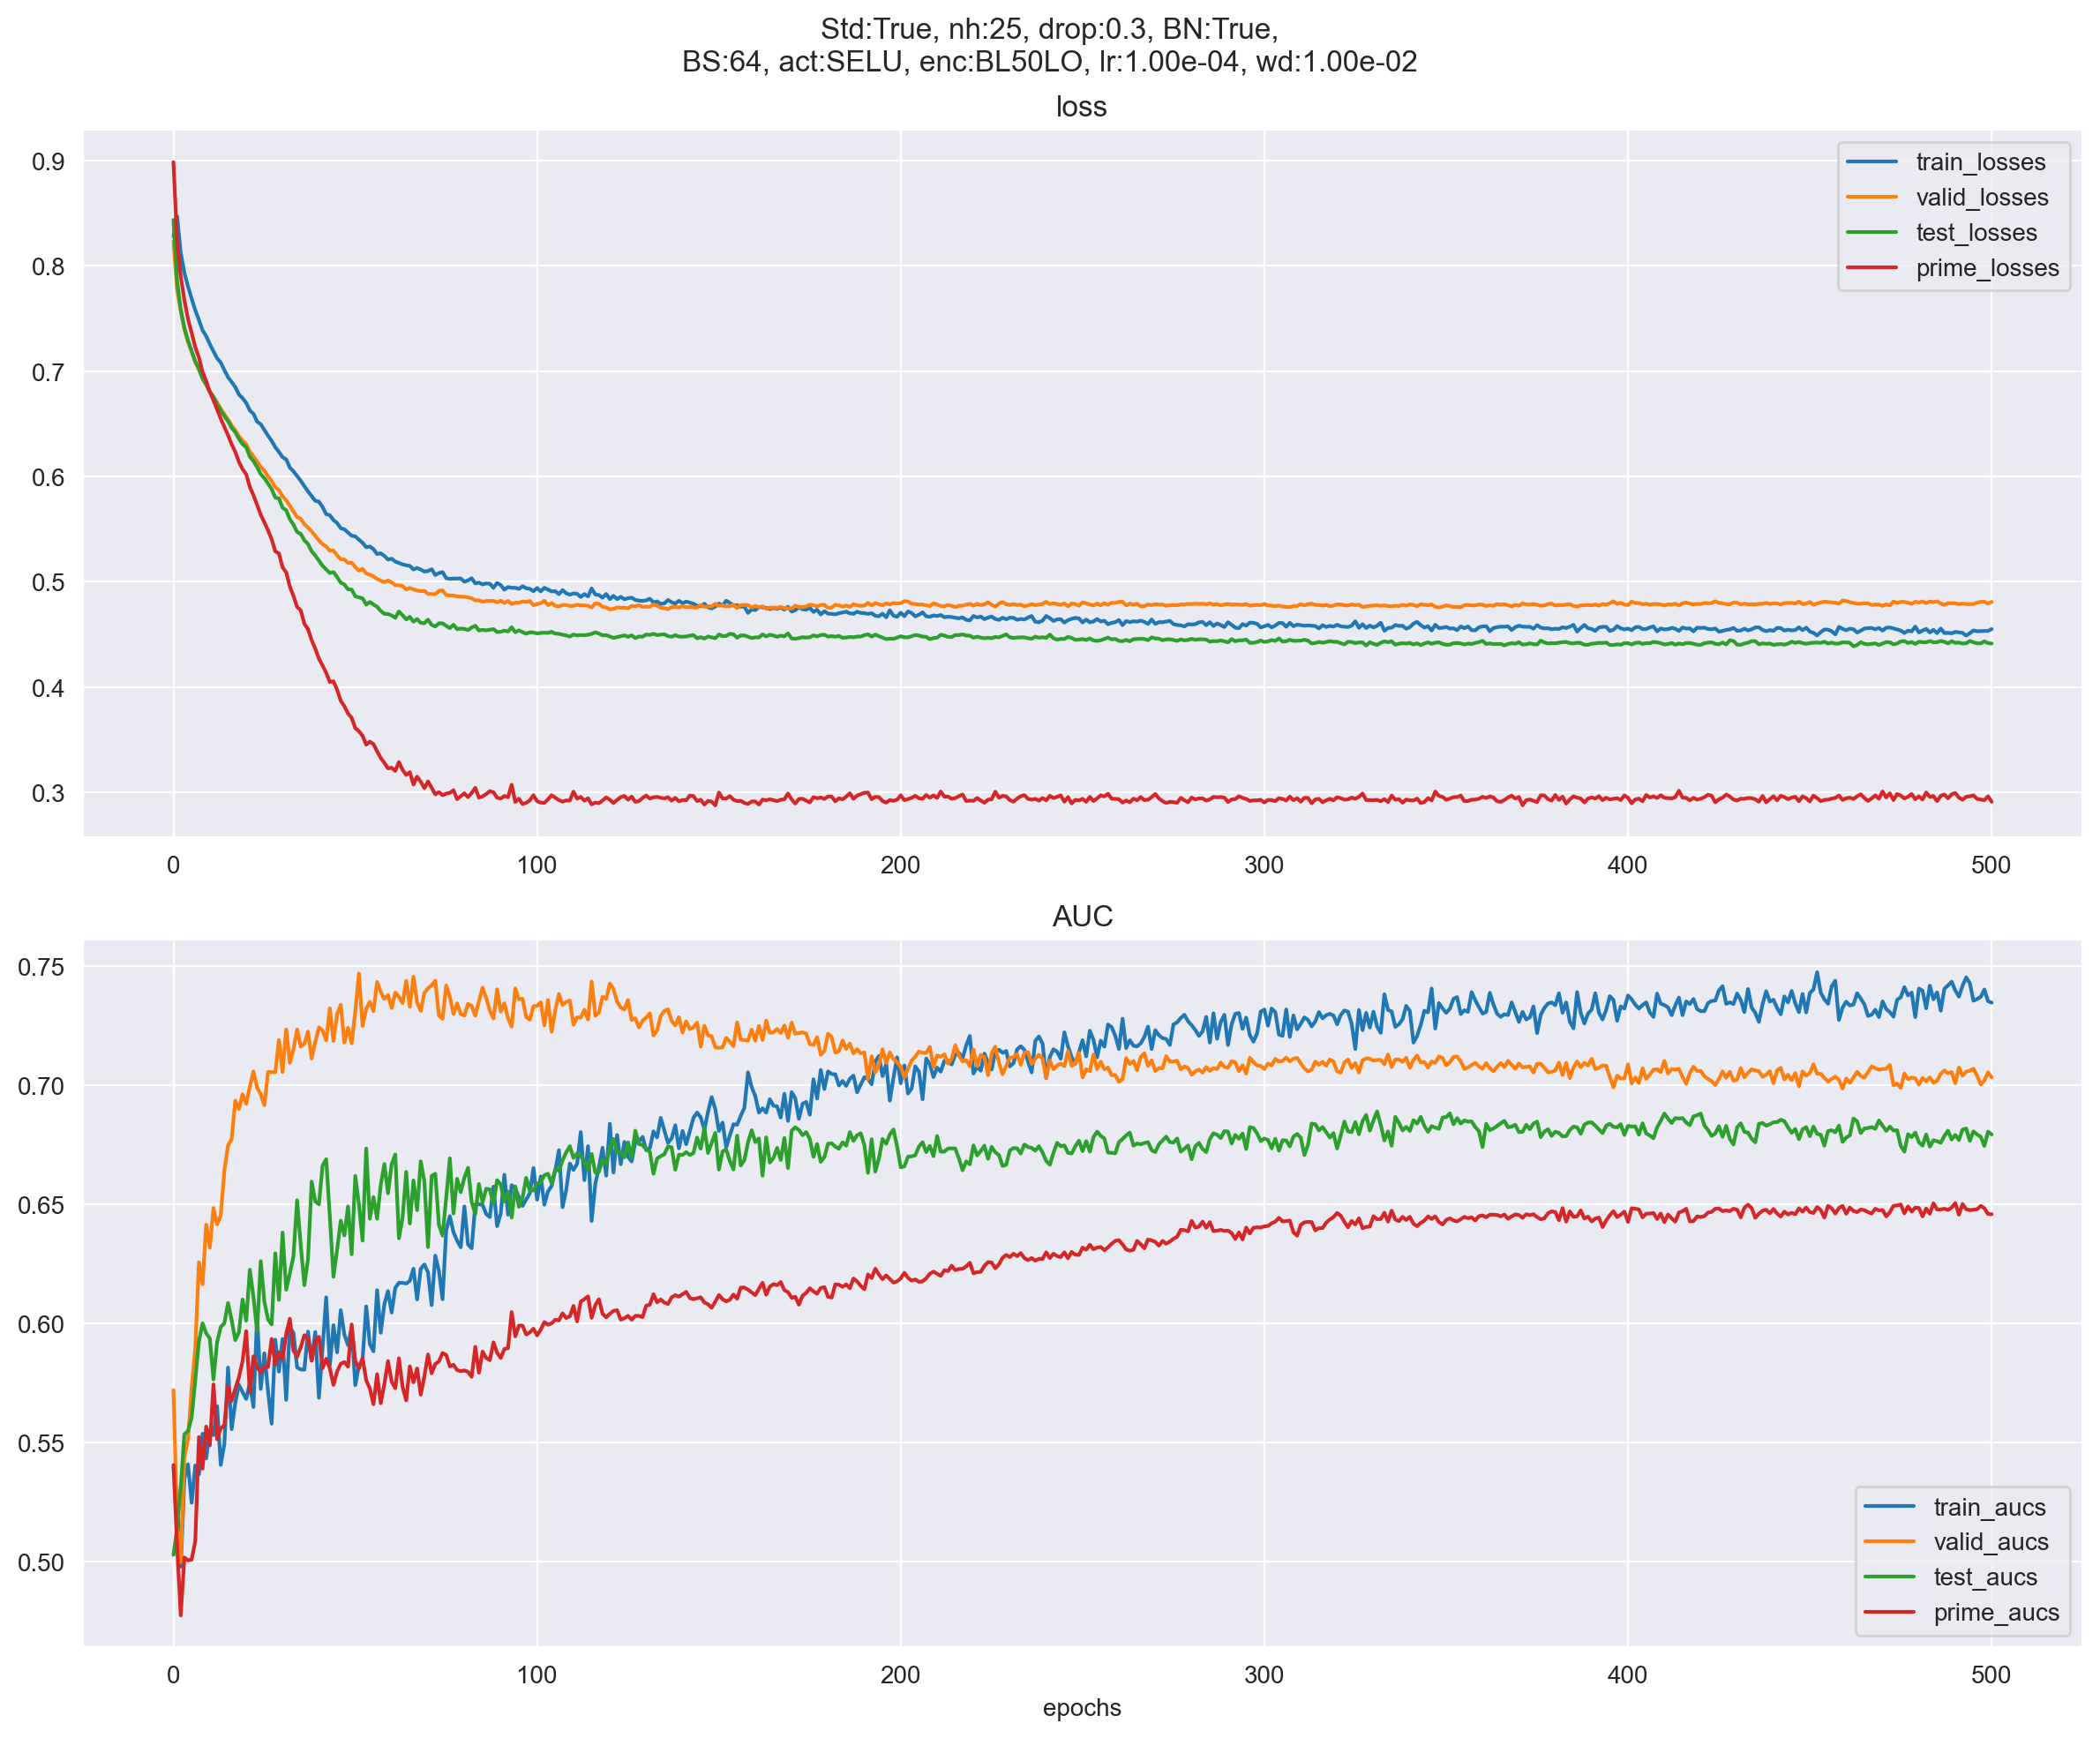 Std:True, nh:25, drop:0.3, BN:True,
BS:64, act:SELU, enc:BL50LO, lr:1.00e-04, wd:1.00e-02
loss
0.9
0.8
0.7
0.6
0.5
0.4
0.3
train_losses
valid_losses
test_losses
prime_losses
0 100 200 300 400 500
AUC
0.75
0.70
0.65
0.60
0.55
0.50
train_aucs
valid_aucs
test_aucs
prime_aucs
0 100 200 300 400 500
epochs